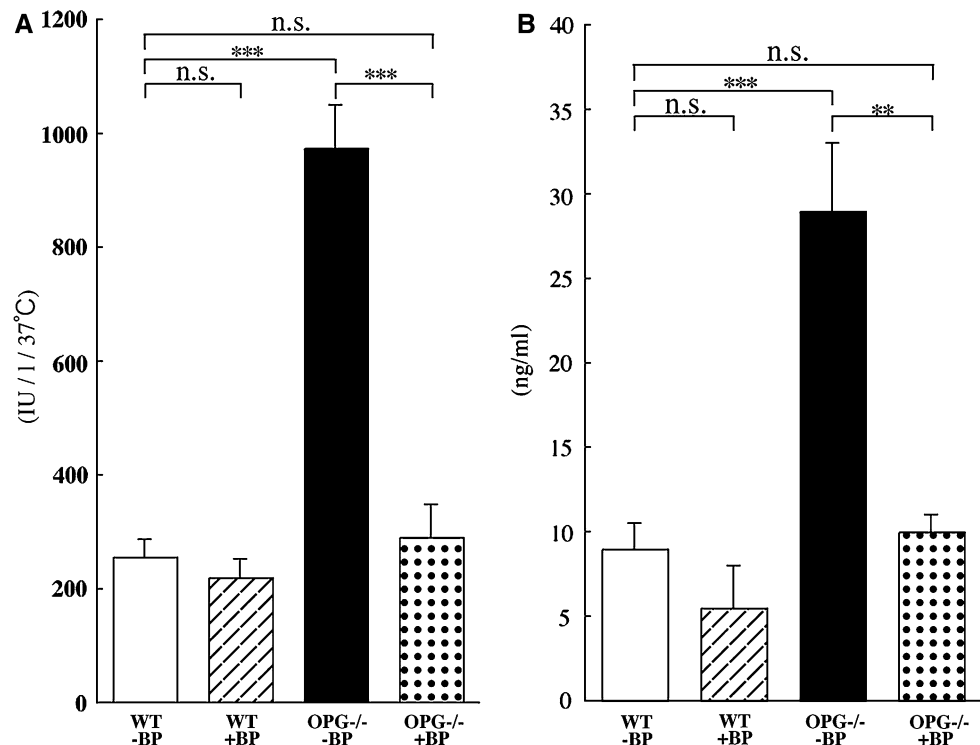 A
1200
1000
800
600
400
200
0
(IU / l / 37°C)
n.s.
***
n.s.
***
WT
-BP
WT
+BP
OPG-/-
-BP
OPG-/-
+BP
B
40
35
30
25
20
15
10
5
0
(ng/ml)
n.s.
***
n.s.
**
WT
-BP
WT
+BP
OPG-/-
-BP
OPG-/-
+BP